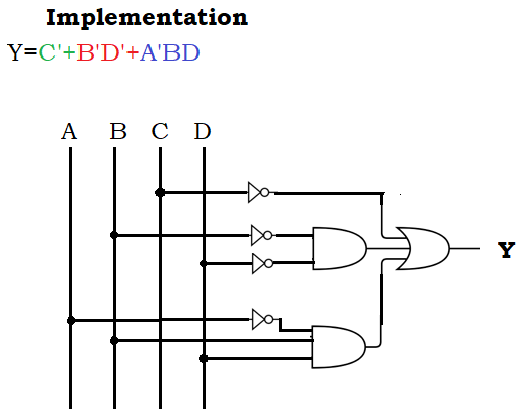 Implementation
Y=C'+B'D'+A'BD
A B C D
Y